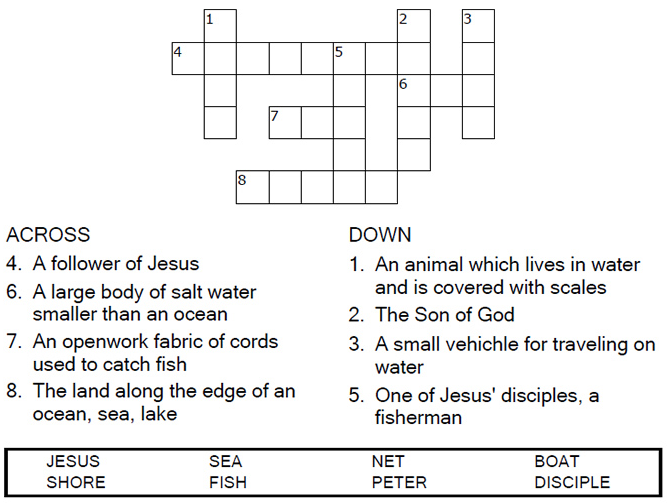 1 2 3
4 5
6
7
8
ACROSS
4. A follower of Jesus
6. A large body of salt water
smaller than an ocean
7. An openwork fabric of cords
used to catch fish
8. The land along the edge of an
ocean, sea, lake
DOWN
1. An animal which lives in water
and is covered with scales
2. The Son of God
3. A small vehichle for traveling on
water
5. One of Jesus' disciples, a
fisherman
JESUS SEA NET BOAT
SHORE FISH PETER DISCIPLE